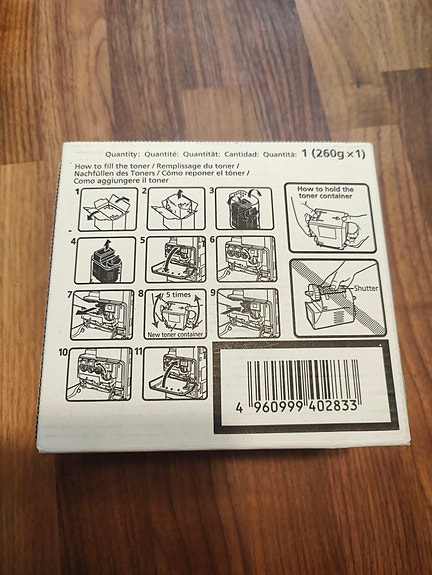 Quantity: Quantité: Quantität: Cantidad: Quantità: 1 (260g×1)
How to fill the toner / Remplissage du toner /
Nachfüllen des Toners / Cómo reponer el tóner /
Como aggiungere il toner
1
2
3
How to hold the
toner container
4
5
6
Shutter
7
8
5 times
New toner container
9
10
11
4 960999 402833